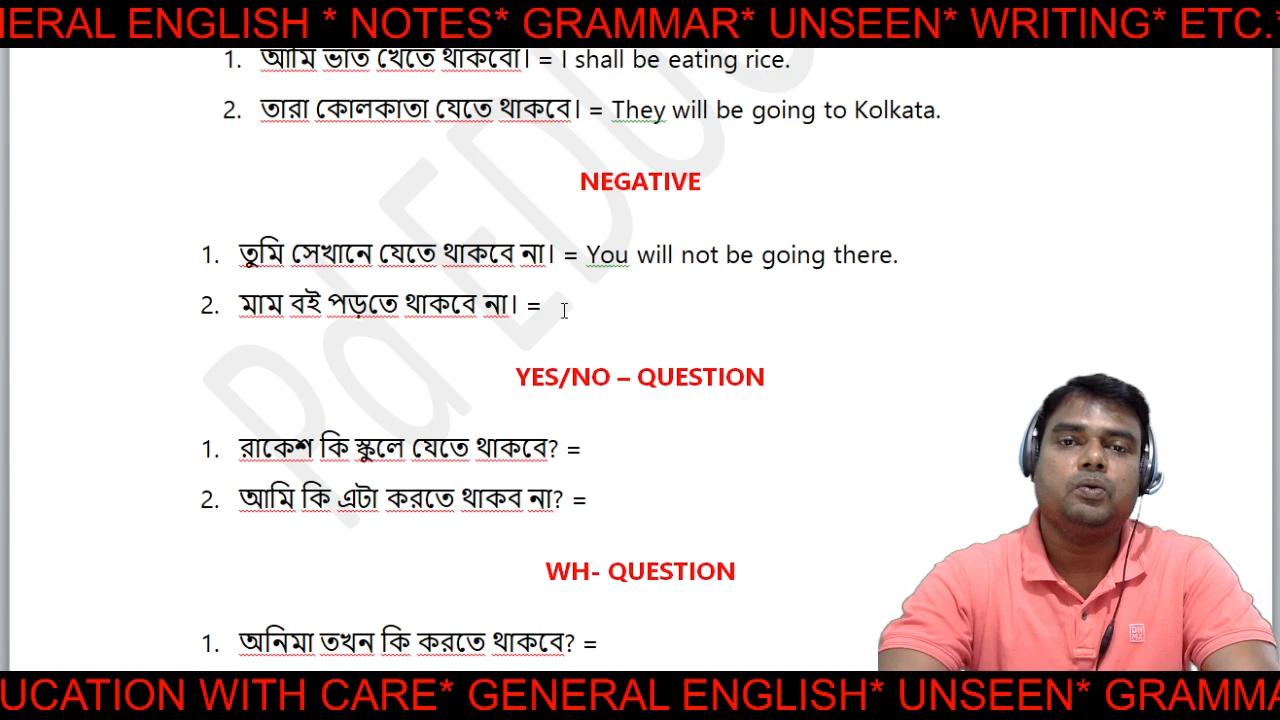 NERAL ENGLISH * NOTES* GRAMMAR* UNSEEN* WRITING* ETC.*
1. আমি ভাত খেতে থাকবো। = I shall be eating rice.
2. তারা কোলকাতা যেতে থাকবে। = They will be going to Kolkata.
NEGATIVE
1. তুমি সেখানে যেতে থাকবে না। = You will not be going there.
2. মাম বই পড়তে থাকবে না। =
YES/NO – QUESTION
1. রাকেশ কি স্কুলে যেতে থাকবে? =
2. আমি কি এটা করতে থাকব না? =
WH- QUESTION
1. অনিমা তখন কি করতে থাকবে? =
UCATION WITH CARE* GENERAL ENGLISH* UNSEEN* GRAMMA